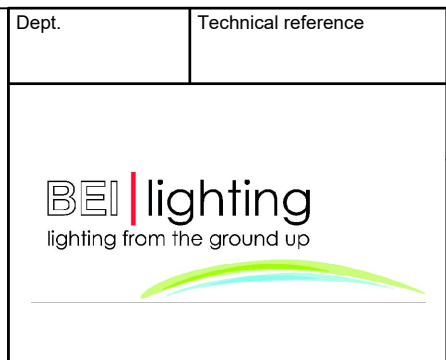 Dept.
Technical reference
BEI lighting
lighting from the ground up